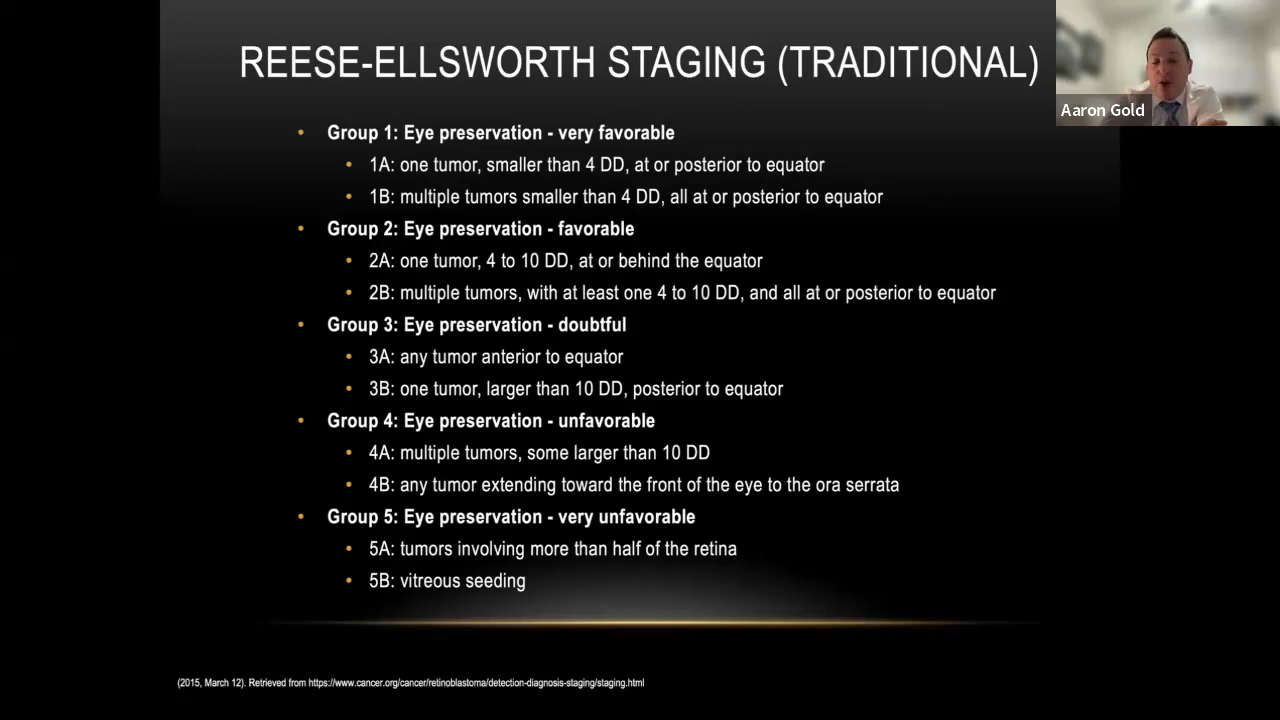 REESE-ELLSWORTH STAGING (TRADITIONAL)
Aaron Gold
• Group 1: Eye preservation - very favorable
• 1A: one tumor, smaller than 4 DD, at or posterior to equator
• 1B: multiple tumors smaller than 4 DD, all at or posterior to equator
• Group 2: Eye preservation - favorable
• 2A: one tumor, 4 to 10 DD, at or behind the equator
• 2B: multiple tumors, with at least one 4 to 10 DD, and all at or posterior to equator
• Group 3: Eye preservation - doubtful
• 3A: any tumor anterior to equator
• 3B: one tumor, larger than 10 DD, posterior to equator
• Group 4: Eye preservation - unfavorable
• 4A: multiple tumors, some larger than 10 DD
• 4B: any tumor extending toward the front of the eye to the ora serrata
• Group 5: Eye preservation - very unfavorable
• 5A: tumors involving more than half of the retina
• 5B: vitreous seeding
(2015, March 12). Retrieved from https://www.cancer.org/cancer/retinoblastoma/detection-diagnosis-staging/staging.html